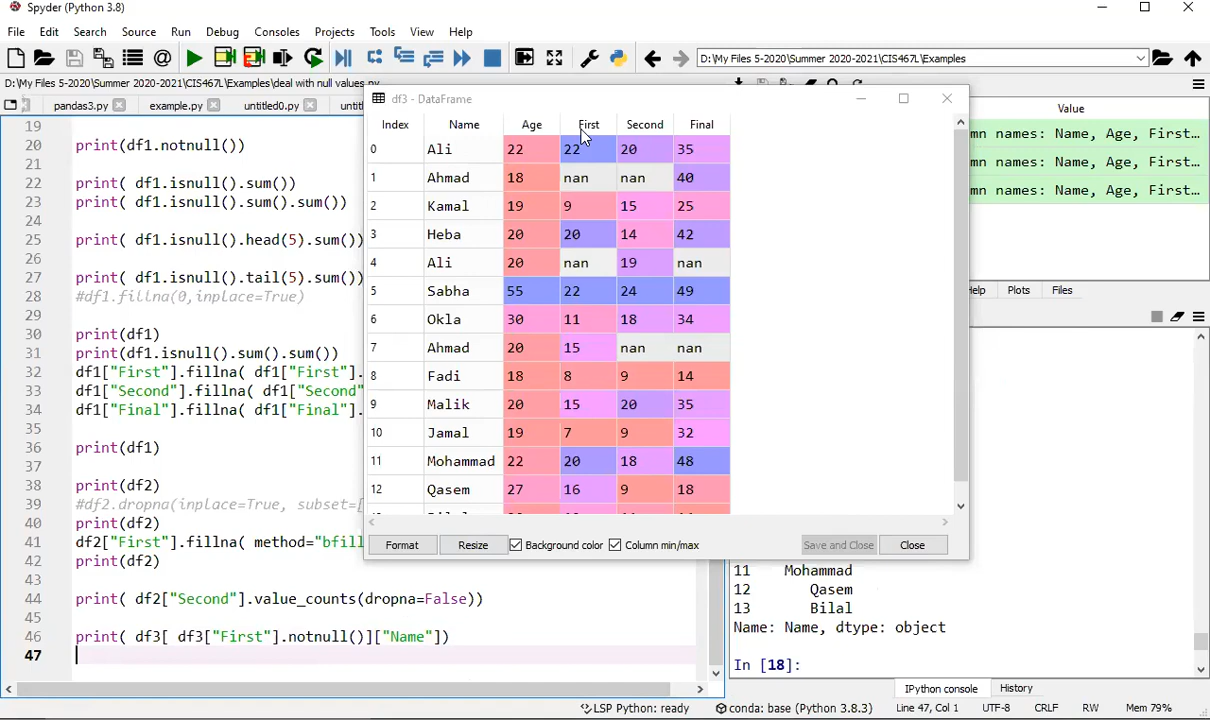 Spyder (Python 3.8)
File Edit Search Source Run Debug Consoles Projects Tools View Help
D:\My Files 5-2020\Summer 2020-2021\CIS467L\Examples
D:\My Files 5-2020\Summer 2020-2021\CIS467L\Examples\deal with null values.py
pandas3.py example.py untitled0.py
19
20 print(df1.notnull())
21
22 print( df1.isnull().sum())
23 print( df1.isnull().sum().sum())
24
25 print( df1.isnull().head(5).sum())
26
27 print( df1.isnull().tail(5).sum())
28 #df1.fillna(0,inplace=True)
29
30 print(df1)
31 print(df1.isnull().sum().sum())
32 df1["First"].fillna( df1["First"].
33 df1["Second"].fillna( df1["Second"
34 df1["Final"].fillna( df1["Final"].
35
36 print(df1)
37
38 print(df2)
39 #df2.dropna(inplace=True, subset=[
40 print(df2)
41 df2["First"].fillna( method="bfill
42 print(df2)
43
44 print( df2["Second"].value_counts(dropna=False))
45
46 print( df3[ df3["First"].notnull()]["Name"])
47
df3 - DataFrame
Index Name Age First Second Final
0 Ali 22 22 20 35
1 Ahmad 18 nan nan 40
2 Kamal 19 9 15 25
3 Heba 20 20 14 42
4 Ali 20 nan 19 nan
5 Sabha 55 22 24 49
6 Okla 30 11 18 34
7 Ahmad 20 15 nan nan
8 Fadi 18 8 9 14
9 Malik 20 15 20 35
10 Jamal 19 7 9 32
11 Mohammad 22 20 18 48
12 Qasem 27 16 9 18
Format Resize Background color Column min/max Save and Close Close
Value
mn names: Name, Age, First...
mn names: Name, Age, First...
mn names: Name, Age, First...
Help Plots Files
11 Mohammad
12 Qasem
13 Bilal
Name: Name, dtype: object
In [18]:
IPython console History
LSP Python: ready conda: base (Python 3.8.3) Line 47, Col 1 UTF-8 CRLF RW Mem 79%